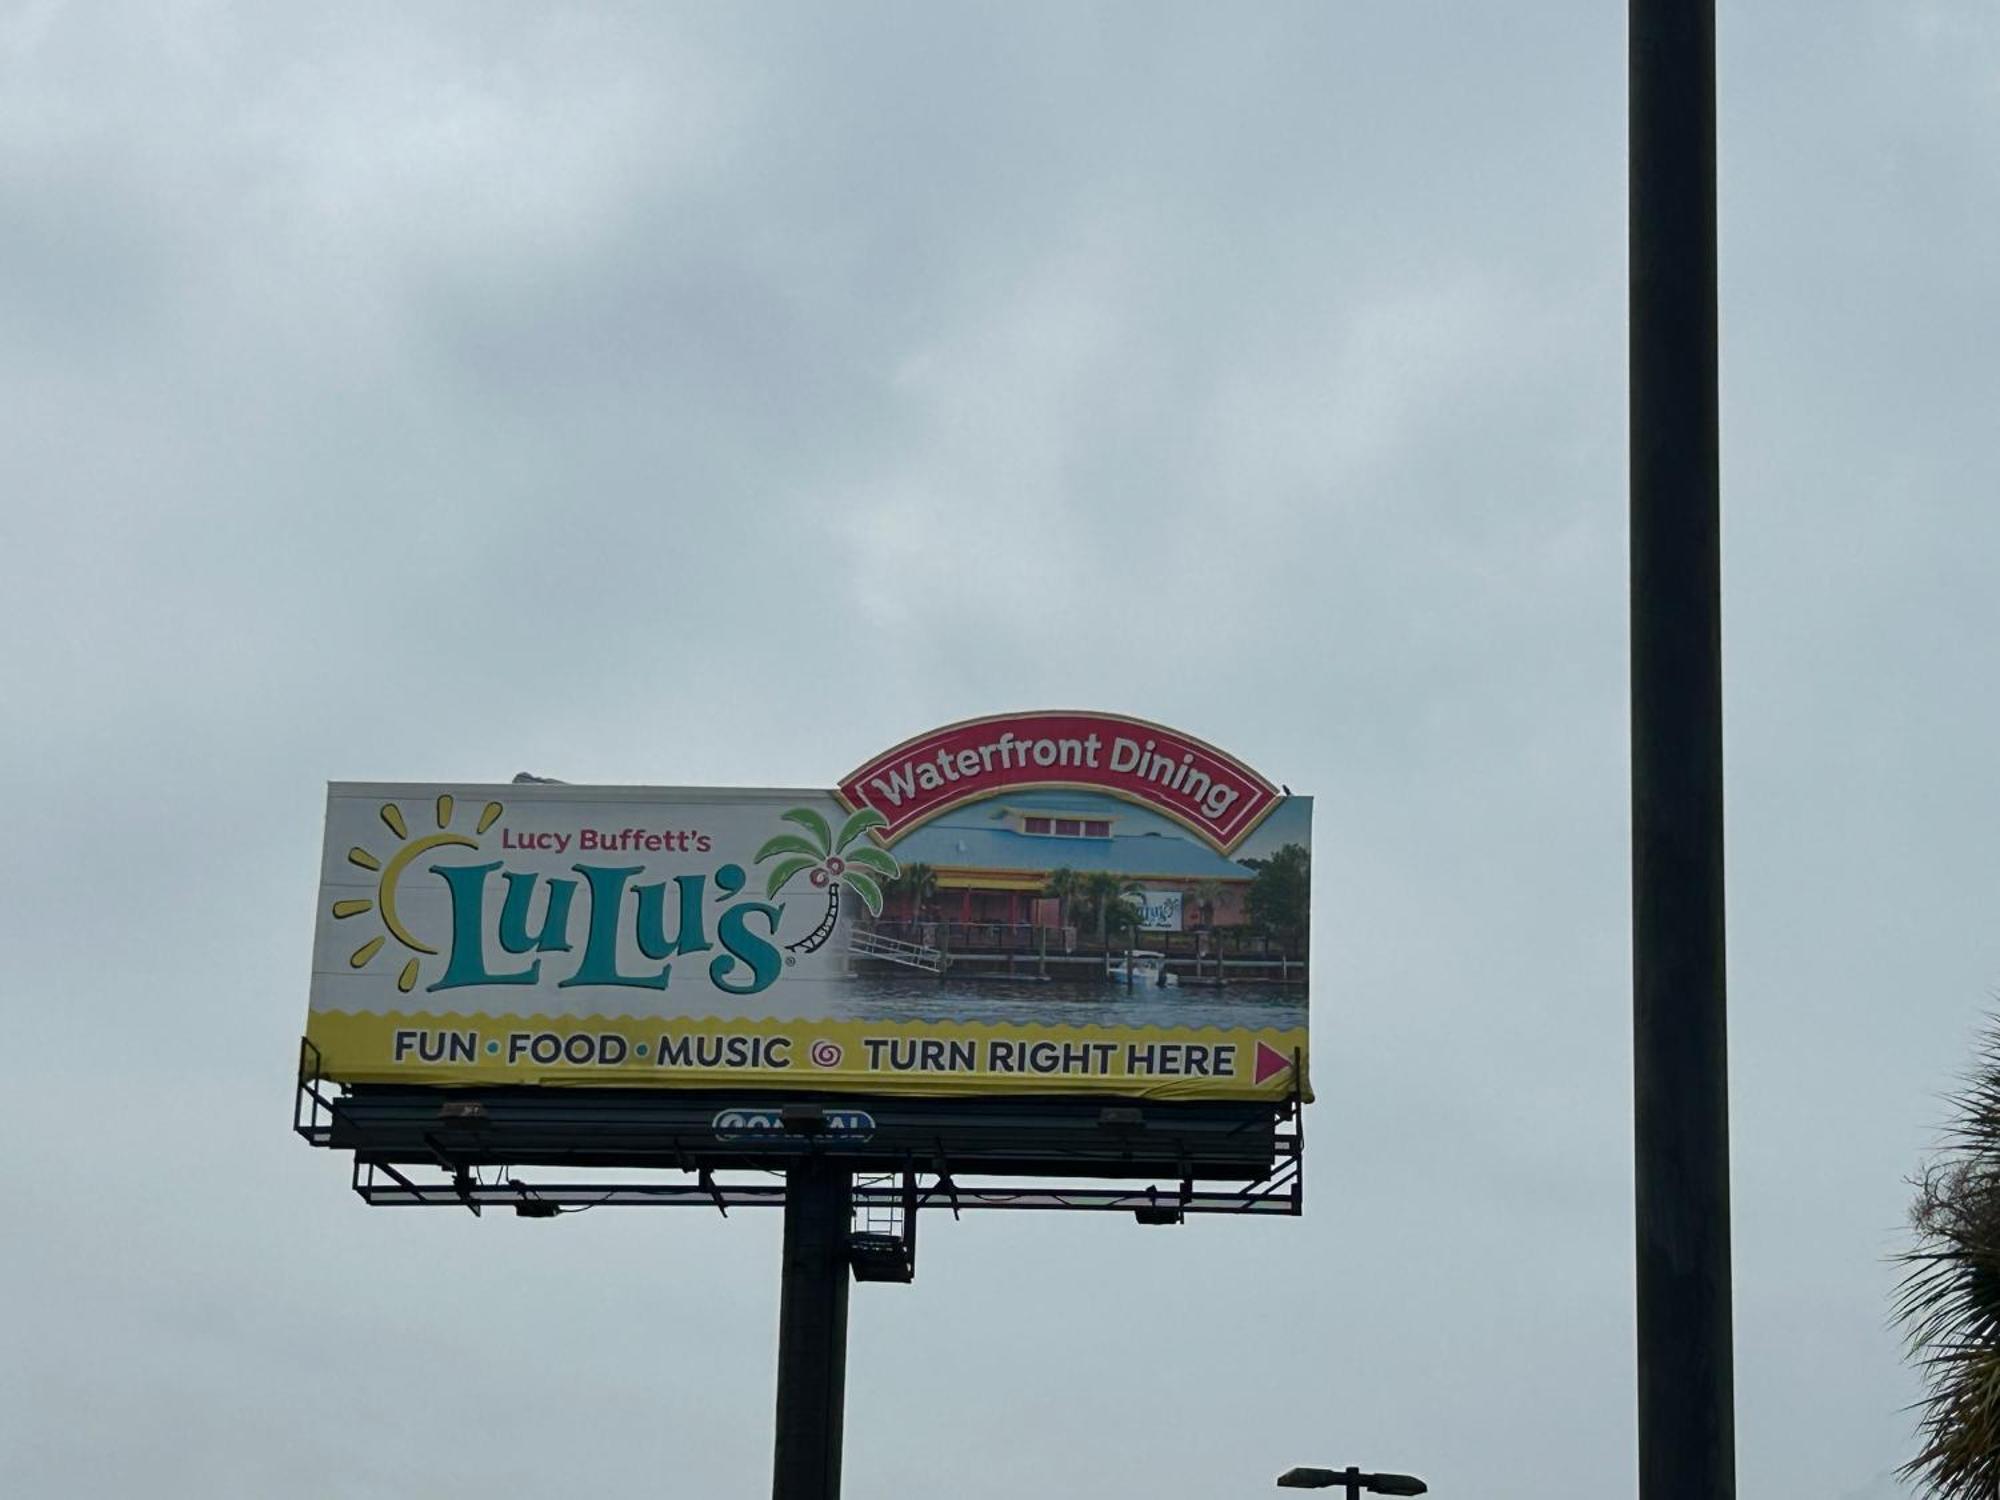 Waterfront Dining
Lucy Buffett's
LuLu's
FUN • FOOD • MUSIC TURN RIGHT HERE